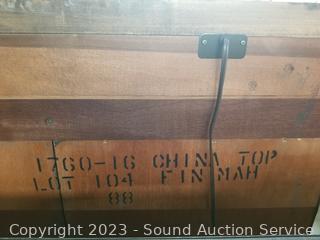 1760-16 CHINA TOP
LOT 104 FIN MAH
88
Copyright 2023 - Sound Auction Service